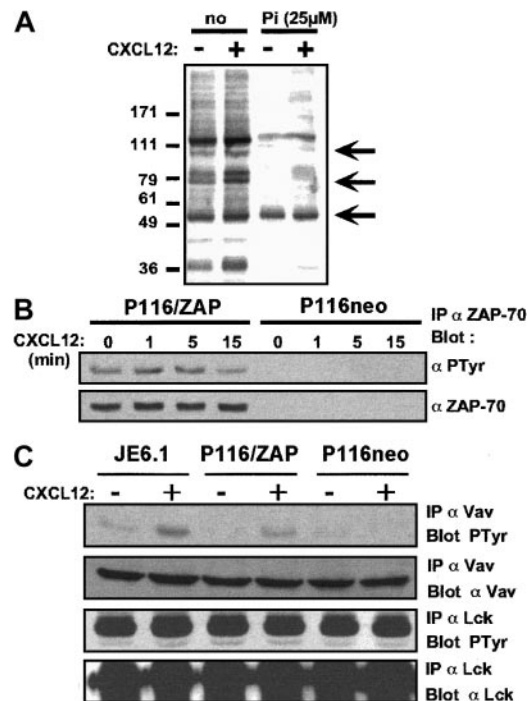 A
no Pi (25µM)
CXCL12: - + - +
171
111
79
61
49
36
B
P116/ZAP P116neo IP α ZAP-70
CXCL12: 0 1 5 15 0 1 5 15 Blot :
(min)
α PTyr
α ZAP-70
C
JE6.1 P116/ZAP P116neo
CXCL12: - + - + - +
IP α Vav
Blot PTyr
IP α Vav
Blot α Vav
IP α Lck
Blot PTyr
IP α Lck
Blot α Lck